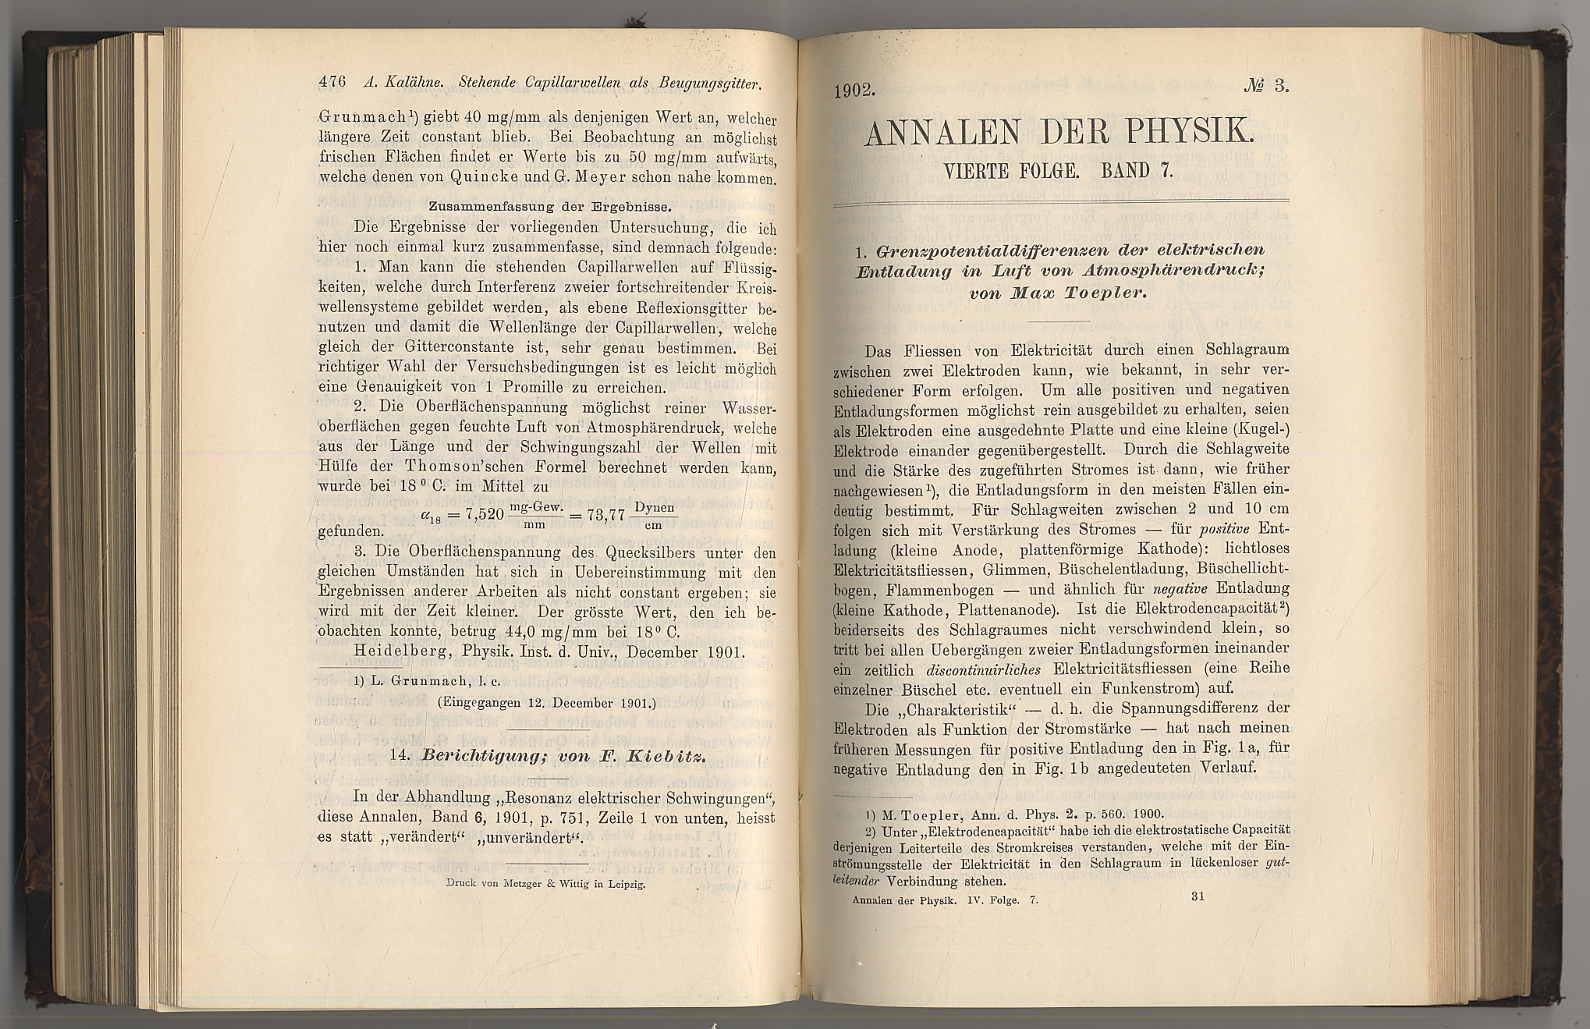 476 A. Kalähne. Stehende Capillarwellen als Beugungsgitter.
Grunmach¹) giebt 40 mg/mm als denjenigen Wert an, welcher
längere Zeit constant blieb. Bei Beobachtung an möglichst
frischen Flächen findet er Werte bis zu 50 mg/mm aufwärts,
welche denen von Quincke und G. Meyer schon nahe kommen.
Zusammenfassung der Ergebnisse.
Die Ergebnisse der vorliegenden Untersuchung, die ich
hier noch einmal kurz zusammenfasse, sind demnach folgende:
1. Man kann die stehenden Capillarwellen auf Flüssig-
keiten, welche durch Interferenz zweier fortschreitender Kreis-
wellensysteme gebildet werden, als ebene Reflexionsgitter be-
nutzen und damit die Wellenlänge der Capillarwellen, welche
gleich der Gitterconstante ist, sehr genau bestimmen. Bei
richtiger Wahl der Versuchsbedingungen ist es leicht möglich
eine Genauigkeit von 1 Promille zu erreichen.
2. Die Oberflächenspannung möglichst reiner Wasser-
oberflächen gegen feuchte Luft von Atmosphärendruck, welche
aus der Länge und der Schwingungszahl der Wellen mit
Hülfe der Thomson'schen Formel berechnet werden kann,
wurde bei 18⁰ C. im Mittel zu
α₁₈ = 7,520 mg-Gew./mm = 73,77 Dynen/cm
gefunden.
3. Die Oberflächenspannung des Quecksilbers unter den
gleichen Umständen hat sich in Uebereinstimmung mit den
Ergebnissen anderer Arbeiten als nicht constant ergeben; sie
wird mit der Zeit kleiner. Der grösste Wert, den ich be-
obachten konnte, betrug 44,0 mg/mm bei 18⁰ C.
Heidelberg, Physik. Inst. d. Univ., December 1901.
1) L. Grunmach, l. c.
(Eingegangen 12. December 1901.)
14. Berichtigung; von F. Kiebitz.
In der Abhandlung „Resonanz elektrischer Schwingungen“,
diese Annalen, Band 6, 1901, p. 751, Zeile 1 von unten, heisst
es statt „verändert“ „unverändert“.
Druck von Metzger & Wittig in Leipzig.
1902. № 3.
ANNALEN DER PHYSIK.
VIERTE FOLGE. BAND 7.
1. Grenzpotentialdifferenzen der elektrischen
Entladung in Luft von Atmosphärendruck;
von Max Toepler.
Das Fliessen von Elektricität durch einen Schlagraum
zwischen zwei Elektroden kann, wie bekannt, in sehr ver-
schiedener Form erfolgen. Um alle positiven und negativen
Entladungsformen möglichst rein ausgebildet zu erhalten, seien
als Elektroden eine ausgedehnte Platte und eine kleine (Kugel-)
Elektrode einander gegenübergestellt. Durch die Schlagweite
und die Stärke des zugeführten Stromes ist dann, wie früher
nachgewiesen¹), die Entladungsform in den meisten Fällen ein-
deutig bestimmt. Für Schlagweiten zwischen 2 und 10 cm
folgen sich mit Verstärkung des Stromes — für positive Ent-
ladung (kleine Anode, plattenförmige Kathode): lichtloses
Elektricitätsfliessen, Glimmen, Büschelentladung, Büschellicht-
bogen, Flammenbogen — und ähnlich für negative Entladung
(kleine Kathode, Plattenanode). Ist die Elektrodencapacität²)
beiderseits des Schlagraumes nicht verschwindend klein, so
tritt bei allen Uebergängen zweier Entladungsformen ineinander
ein zeitlich discontinuirliches Elektricitätsfliessen (eine Reihe
einzelner Büschel etc. eventuell ein Funkenstrom) auf.
Die „Charakteristik“ — d. h. die Spannungsdifferenz der
Elektroden als Funktion der Stromstärke — hat nach meinen
früheren Messungen für positive Entladung den in Fig. 1a, für
negative Entladung den in Fig. 1b angedeuteten Verlauf.
1) M. Toepler, Ann. d. Phys. 2. p. 560. 1900.
2) Unter „Elektrodencapacität“ habe ich die elektrostatische Capacität
derjenigen Leiterteile des Stromkreises verstanden, welche mit der Ein-
strömungsstelle der Elektricität in den Schlagraum in lückenloser gut-
leitender Verbindung stehen.
Annalen der Physik. IV. Folge. 7. 31